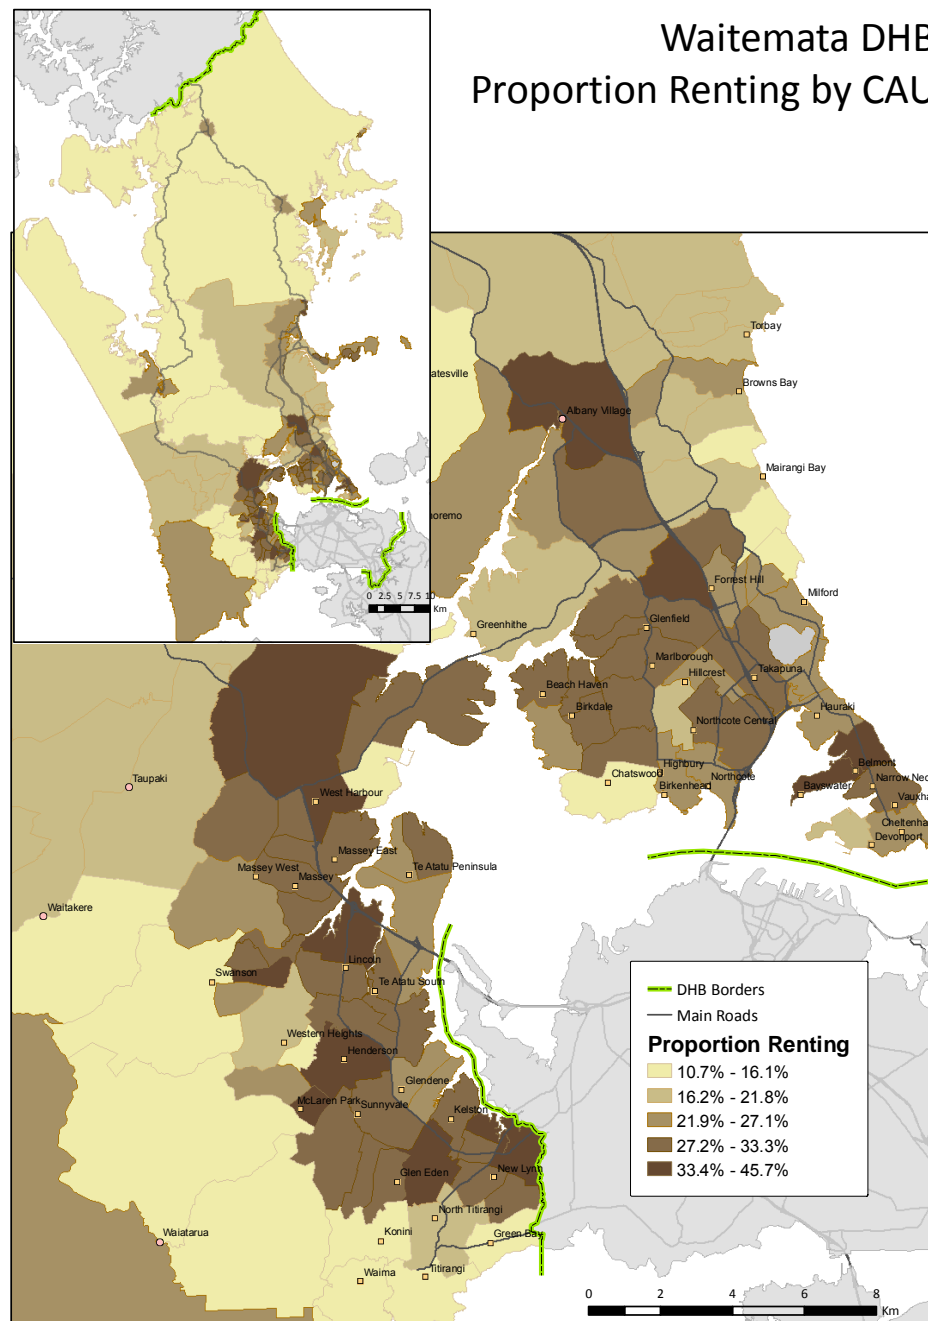 Waitemata DHB
Proportion Renting by CAU
0 2.5 5 7.5 10
Km
Torbay
atesville
Browns Bay
Albany Village
Mairangi Bay
oremo
Forrest Hill
Milford
Greenhithe
Glenfield
Marlborough
Hillcrest
Takapuna
Beach Haven
Birkdale
Hauraki
Northcote Central
Taupaki
Chatswood
Highbury
Birkenhead
Northcote
Belmont
Narrow Nec
Bayswater
Vauxha
Cheltenha
Devonport
West Harbour
Massey East
Massey West
Massey
Te Atatu Peninsula
Waitakere
Swanson
Lincoln
Te Atatu South
Western Heights
Henderson
Glendene
McLaren Park
Sunnyvale
Kelston
Glen Eden
New Lynn
North Titirangi
Waiatarua
Konini
Green Bay
Waima
Titirangi
DHB Borders
Main Roads
Proportion Renting
10.7% - 16.1%
16.2% - 21.8%
21.9% - 27.1%
27.2% - 33.3%
33.4% - 45.7%
0 2 4 6 8
Km